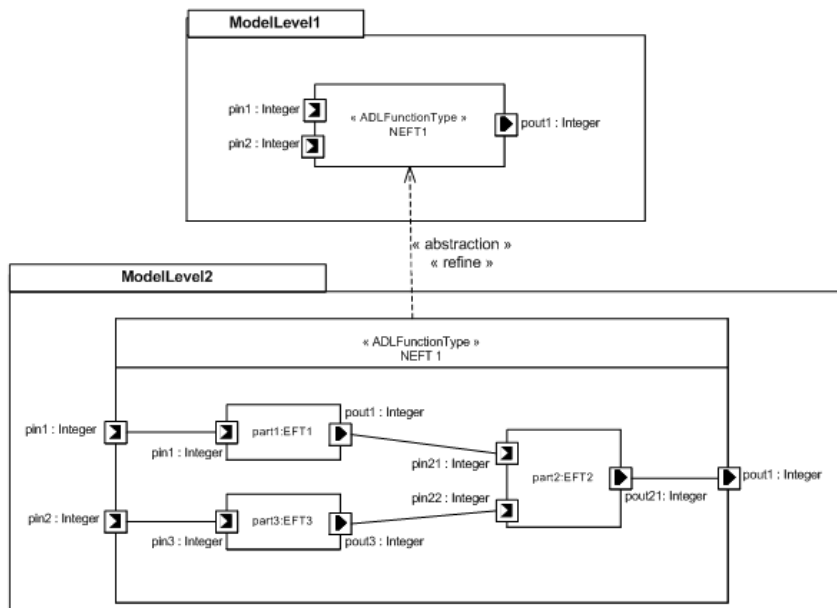 ModelLevel1
pin1 : Integer
« ADLFunctionType »
NEFT1
pout1 : Integer
pin2 : Integer
« abstraction »
« refine »
ModelLevel2
« ADLFunctionType »
NEFT 1
pout1 : Integer
pin1 : Integer
part1:EFT1
pin1 : Integer
pin21 : Integer
part2:EFT2
pout1 : Integer
pin22 : Integer
pout21: Integer
pin2 : Integer
part3:EFT3
pin3 : Integer
pout3 : Integer